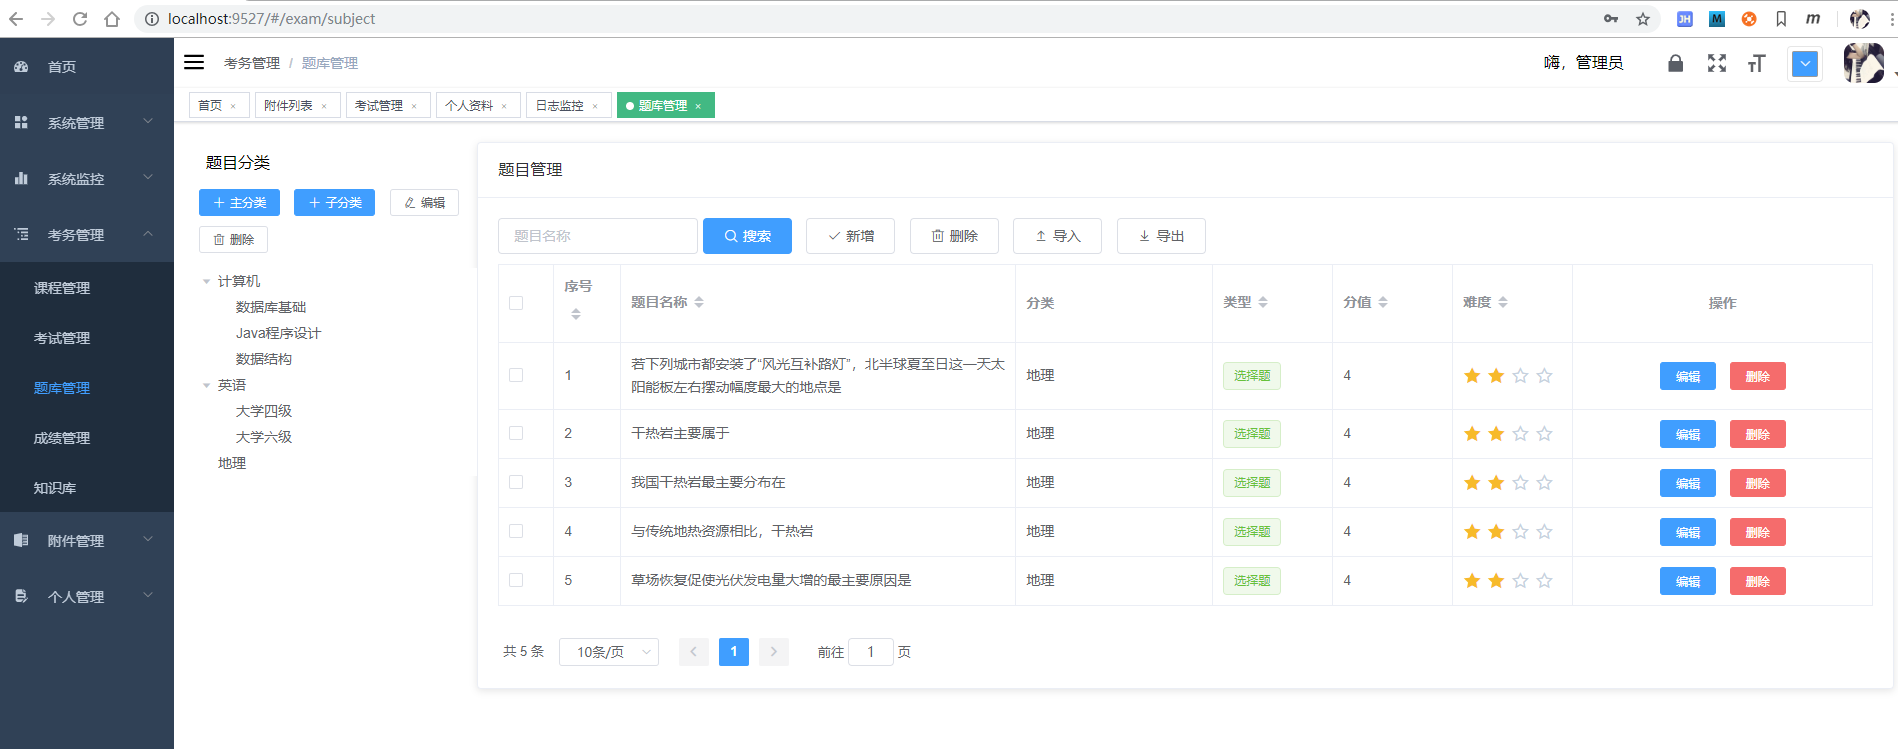 localhost:9527/#/exam/subject
JH M m
首页
系统管理
系统监控
考务管理
课程管理
考试管理
题库管理
成绩管理
知识库
附件管理
个人管理
考务管理 / 题库管理
嗨，管理员
首页 × 附件列表 × 考试管理 × 个人资料 × 日志监控 × 题库管理 ×
题目分类
主分类 子分类 编辑
删除
计算机
数据库基础
Java程序设计
数据结构
英语
大学四级
大学六级
地理
题目管理
题目名称 搜索 新增 删除 导入 导出
序号 题目名称 分类 类型 分值 难度 操作
1 若下列城市都安装了“风光互补路灯”，北半球夏至日这一天太
阳能板左右摆动幅度最大的地点是 地理 选择题 4 编辑 删除
2 干热岩主要属于 地理 选择题 4 编辑 删除
3 我国干热岩最主要分布在 地理 选择题 4 编辑 删除
4 与传统地热资源相比，干热岩 地理 选择题 4 编辑 删除
5 草场恢复促使光伏发电量大增的最主要原因是 地理 选择题 4 编辑 删除
共 5 条 10条/页 1 前往 1 页